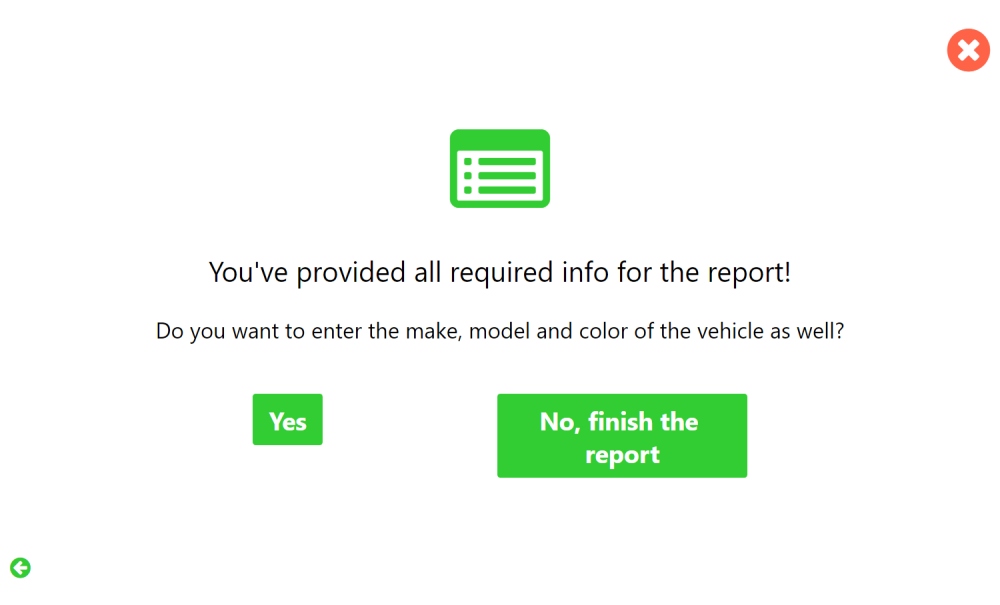 You've provided all required info for the report!
Do you want to enter the make, model and color of the vehicle as well?
Yes
No, finish the
report